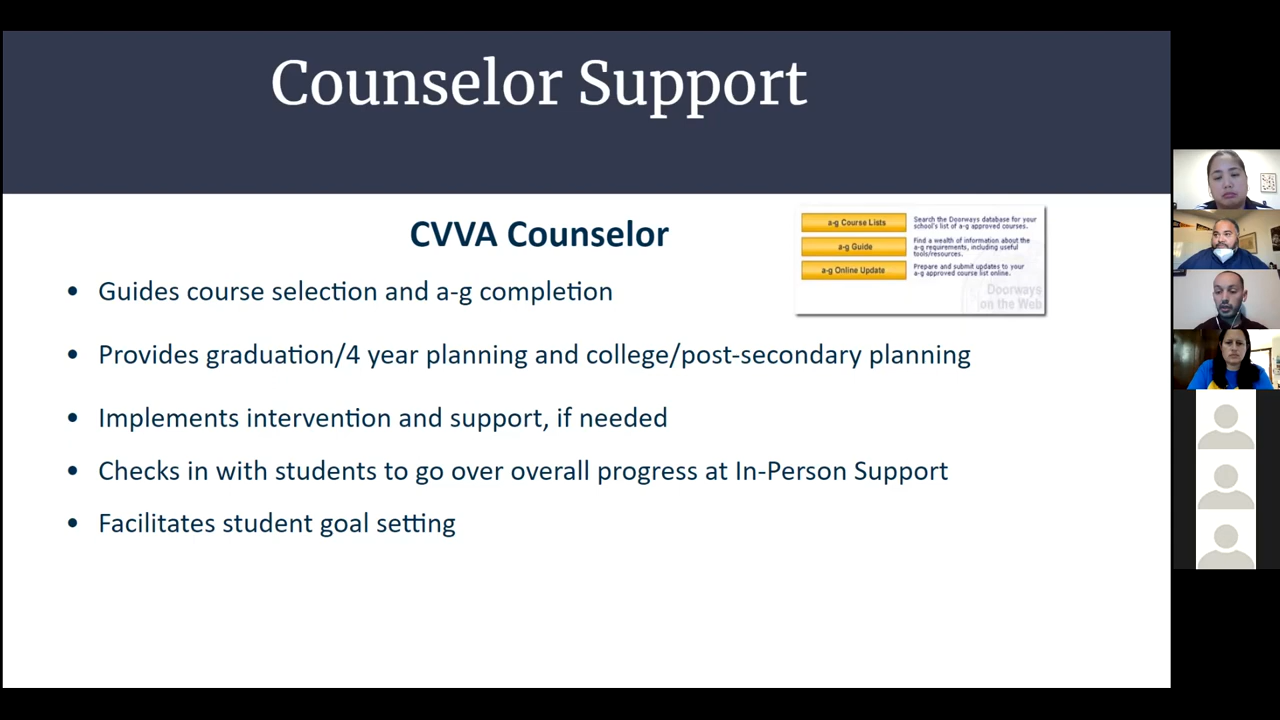 Counselor Support
CVVA Counselor
• Guides course selection and a-g completion
• Provides graduation/4 year planning and college/post-secondary planning
• Implements intervention and support, if needed
• Checks in with students to go over overall progress at In-Person Support
• Facilitates student goal setting
a-g Course Lists
Search the Doorways database for your
school's list of a-g approved courses.
a-g Guide
Find a wealth of information about the
a-g requirements, including useful
tools/resources.
a-g Online Update
Prepare and submit updates to your
a-g approved course list online.
Doorways
on the Web